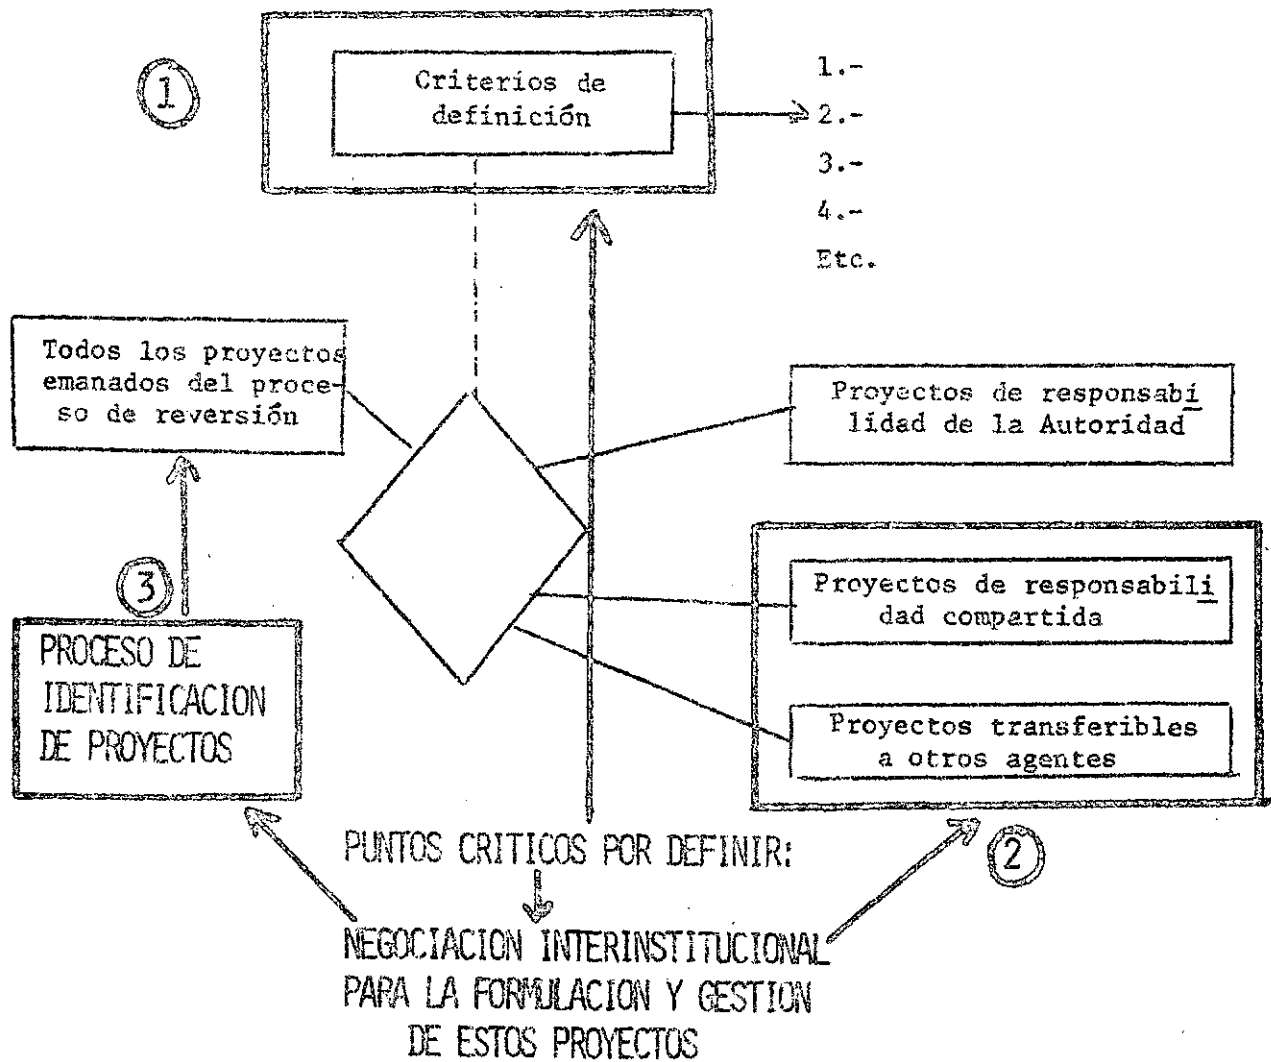 1
Criterios de
definición
1.-
2.-
3.-
4.-
Etc.
Todos los proyectos
emanados del proce-
so de reversión
Proyectos de responsabi
lidad de la Autoridad
Proyectos de responsabili
dad compartida
Proyectos transferibles
a otros agentes
3
PROCESO DE
IDENTIFICACION
DE PROYECTOS
2
PUNTOS CRITICOS POR DEFINIR:
NEGOCIACION INTERINSTITUCIONAL
PARA LA FORMULACION Y GESTION
DE ESTOS PROYECTOS